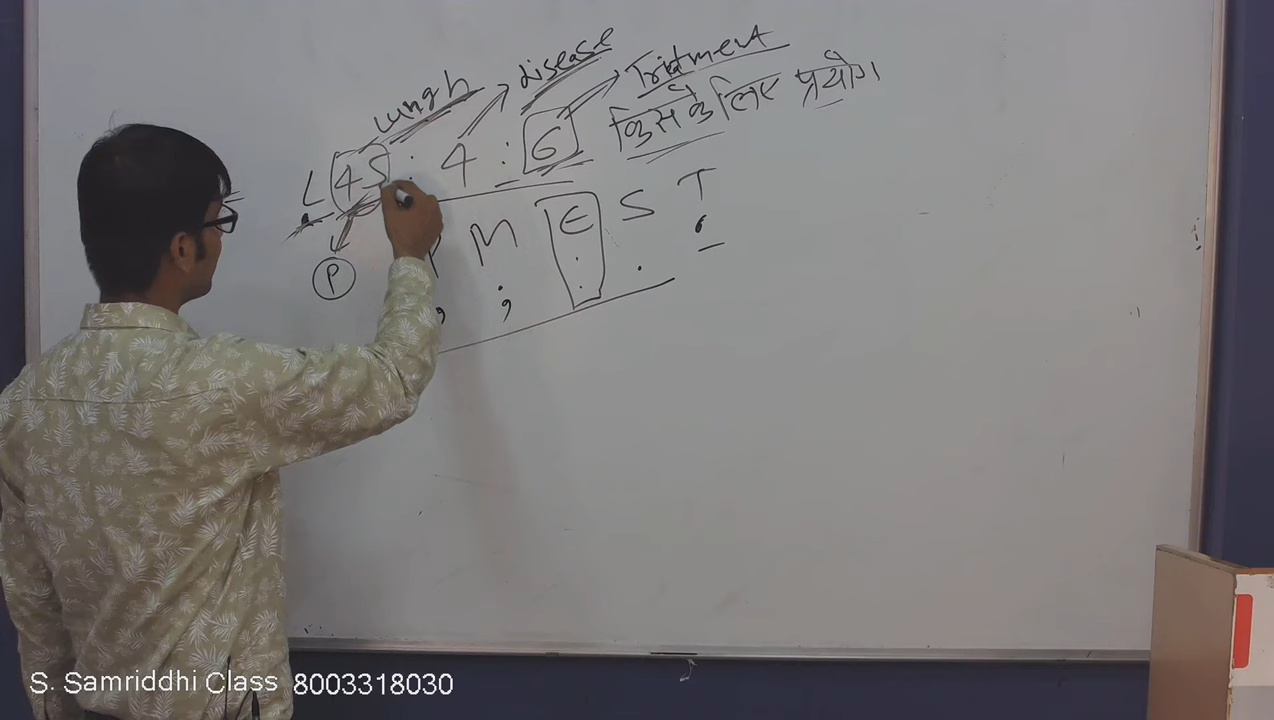 Lungh disease Tritment
L 45 : 4 : 6 किसके लिए प्रयोग
P M E S T
, ; : . '
P
S. Samriddhi Class 8003318030